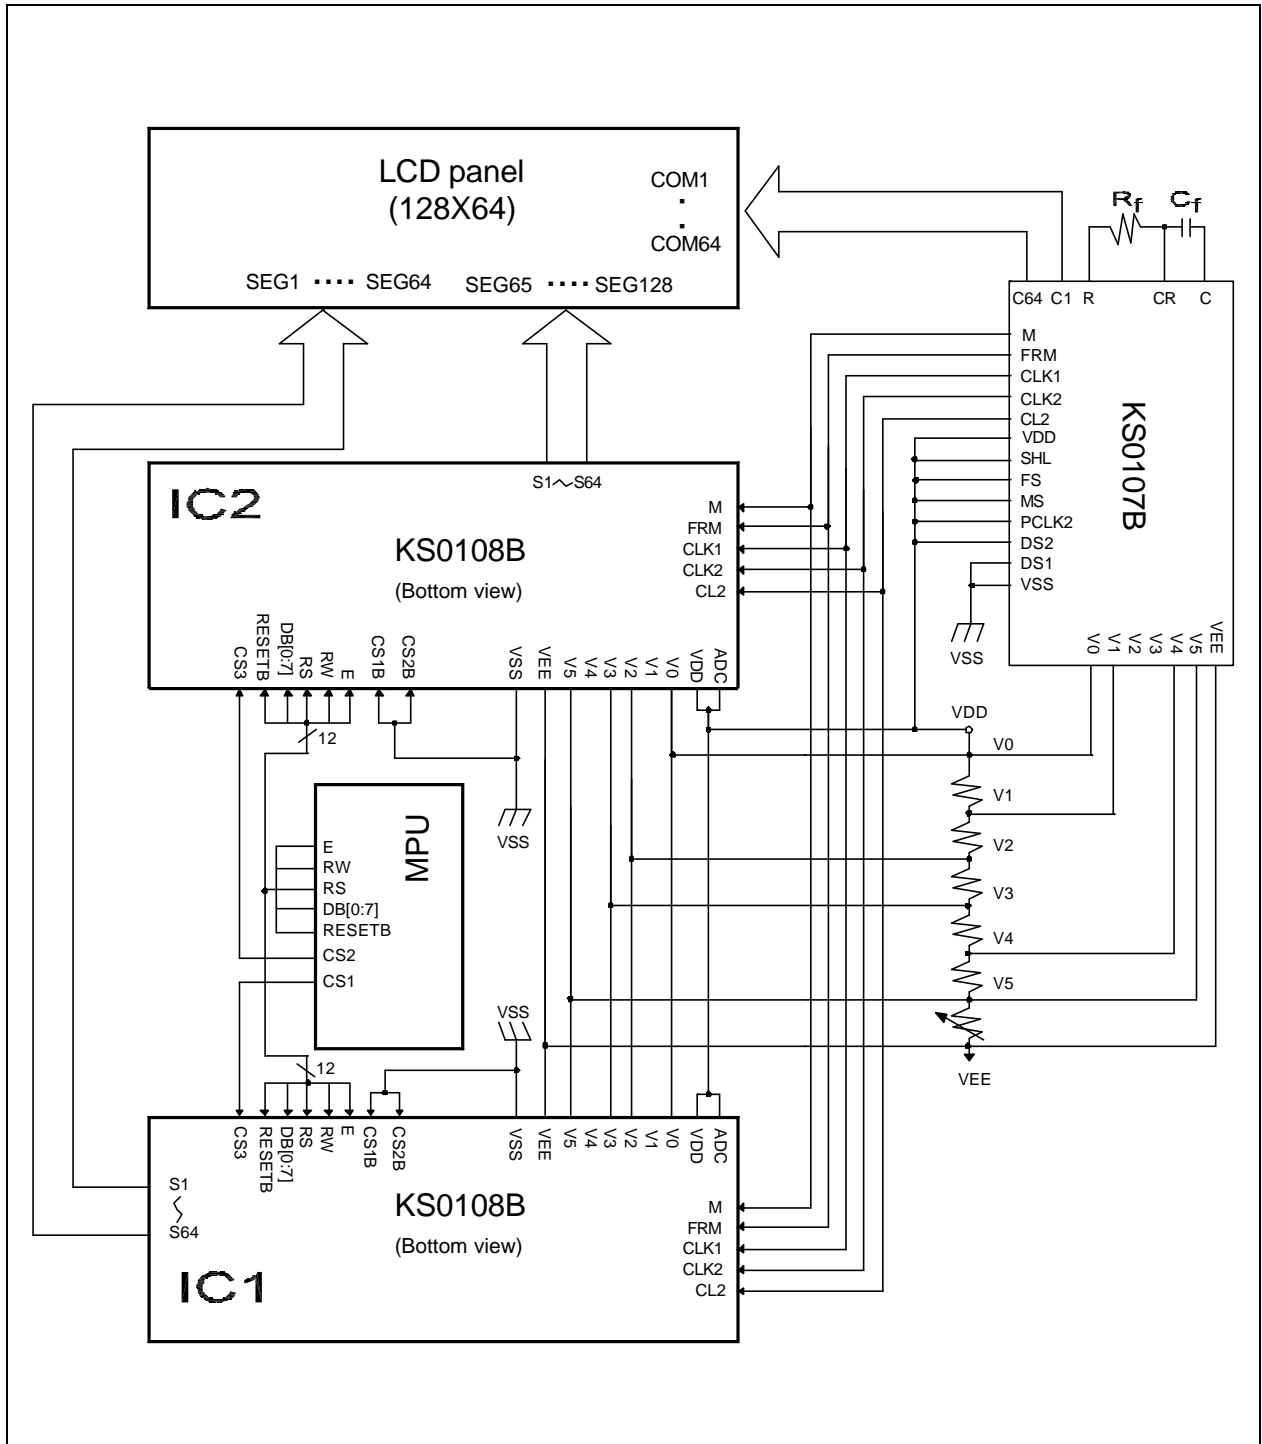 LCD panel
(128X64)
COM1
COM64
SEG1 ···· SEG64
SEG65 ···· SEG128
Rf
Cf
C64
C1
R
CR
C
M
FRM
CLK1
CLK2
CL2
VDD
SHL
FS
MS
PCLK2
DS2
DS1
VSS
KS0107B
V0
V1
V2
V3
V4
V5
VEE
VSS
IC2
S1~S64
KS0108B
(Bottom view)
M
FRM
CLK1
CLK2
CL2
CS3
RESETB
DB[0:7]
RS
RW
E
CS1B
CS2B
VSS
VEE
V5
V4
V3
V2
V1
V0
VDD
ADC
12
VSS
VDD
V0
V1
V2
V3
V4
V5
VEE
MPU
E
RW
RS
DB[0:7]
RESETB
CS2
CS1
VSS
12
CS3
RESETB
DB[0:7]
RS
RW
E
CS1B
CS2B
VSS
VEE
V5
V4
V3
V2
V1
V0
VDD
ADC
S1
S64
KS0108B
(Bottom view)
IC1
M
FRM
CLK1
CLK2
CL2